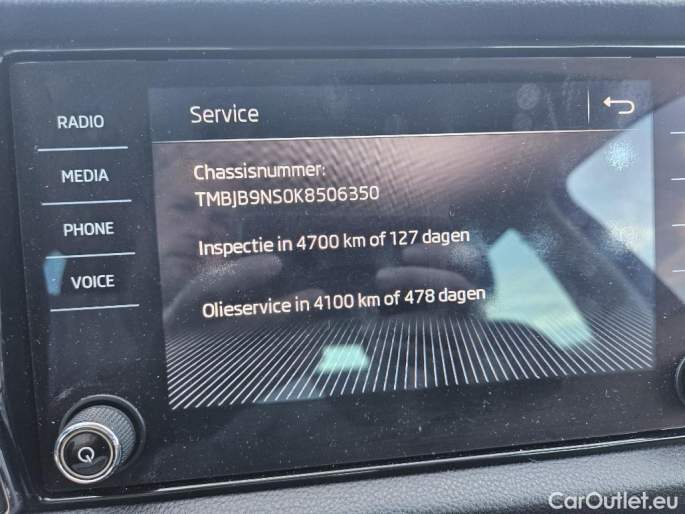 RADIO
MEDIA
PHONE
VOICE
Service
Chassisnummer:
TMBJB9NS0K8506350
Inspectie in 4700 km of 127 dagen
Olieservice in 4100 km of 478 dagen
CarOutlet.eu